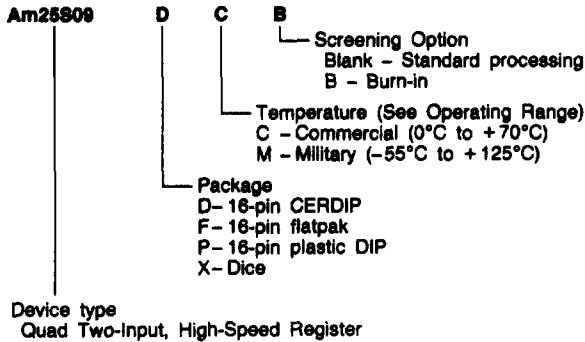 Am25S09 D C B
Screening Option
Blank – Standard processing
B – Burn-in
Temperature (See Operating Range)
C – Commercial (0°C to +70°C)
M – Military (–55°C to +125°C)
Package
D– 16-pin CERDIP
F– 16-pin flatpak
P– 16-pin plastic DIP
X– Dice
Device type
Quad Two-Input, High-Speed Register